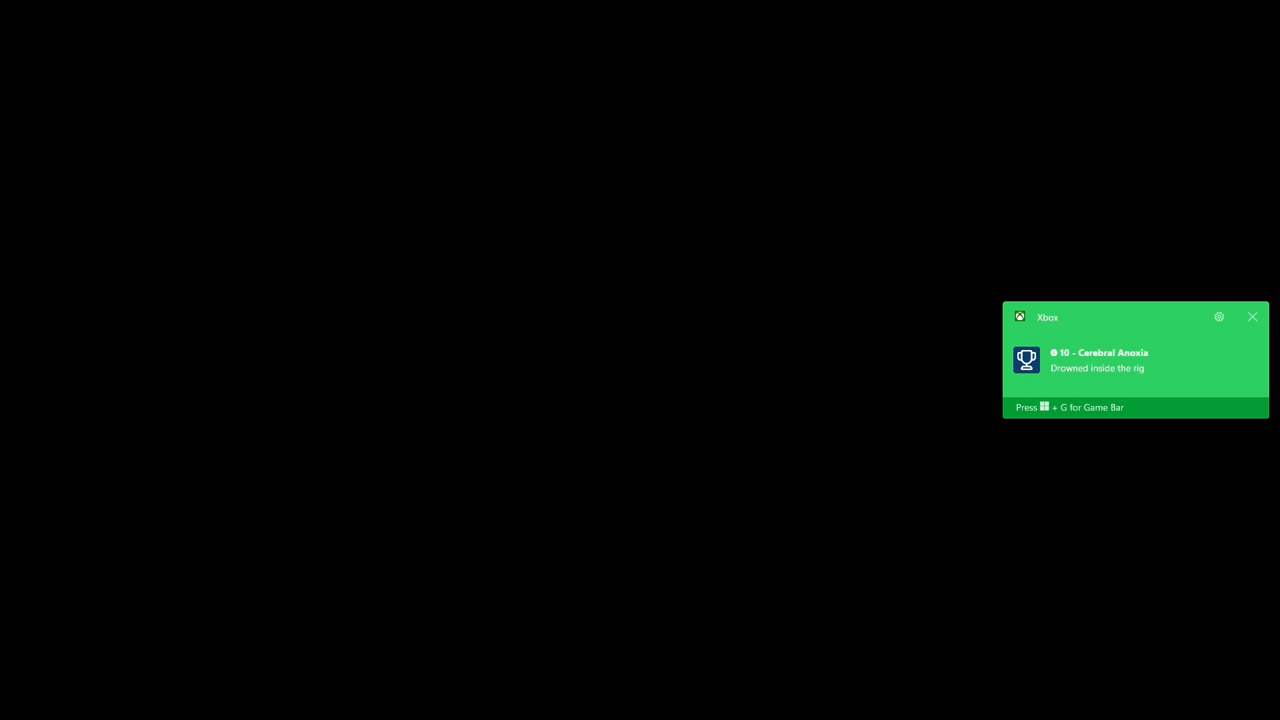 Xbox
G 10 - Cerebral Anoxia
Drowned inside the rig
Press + G for Game Bar